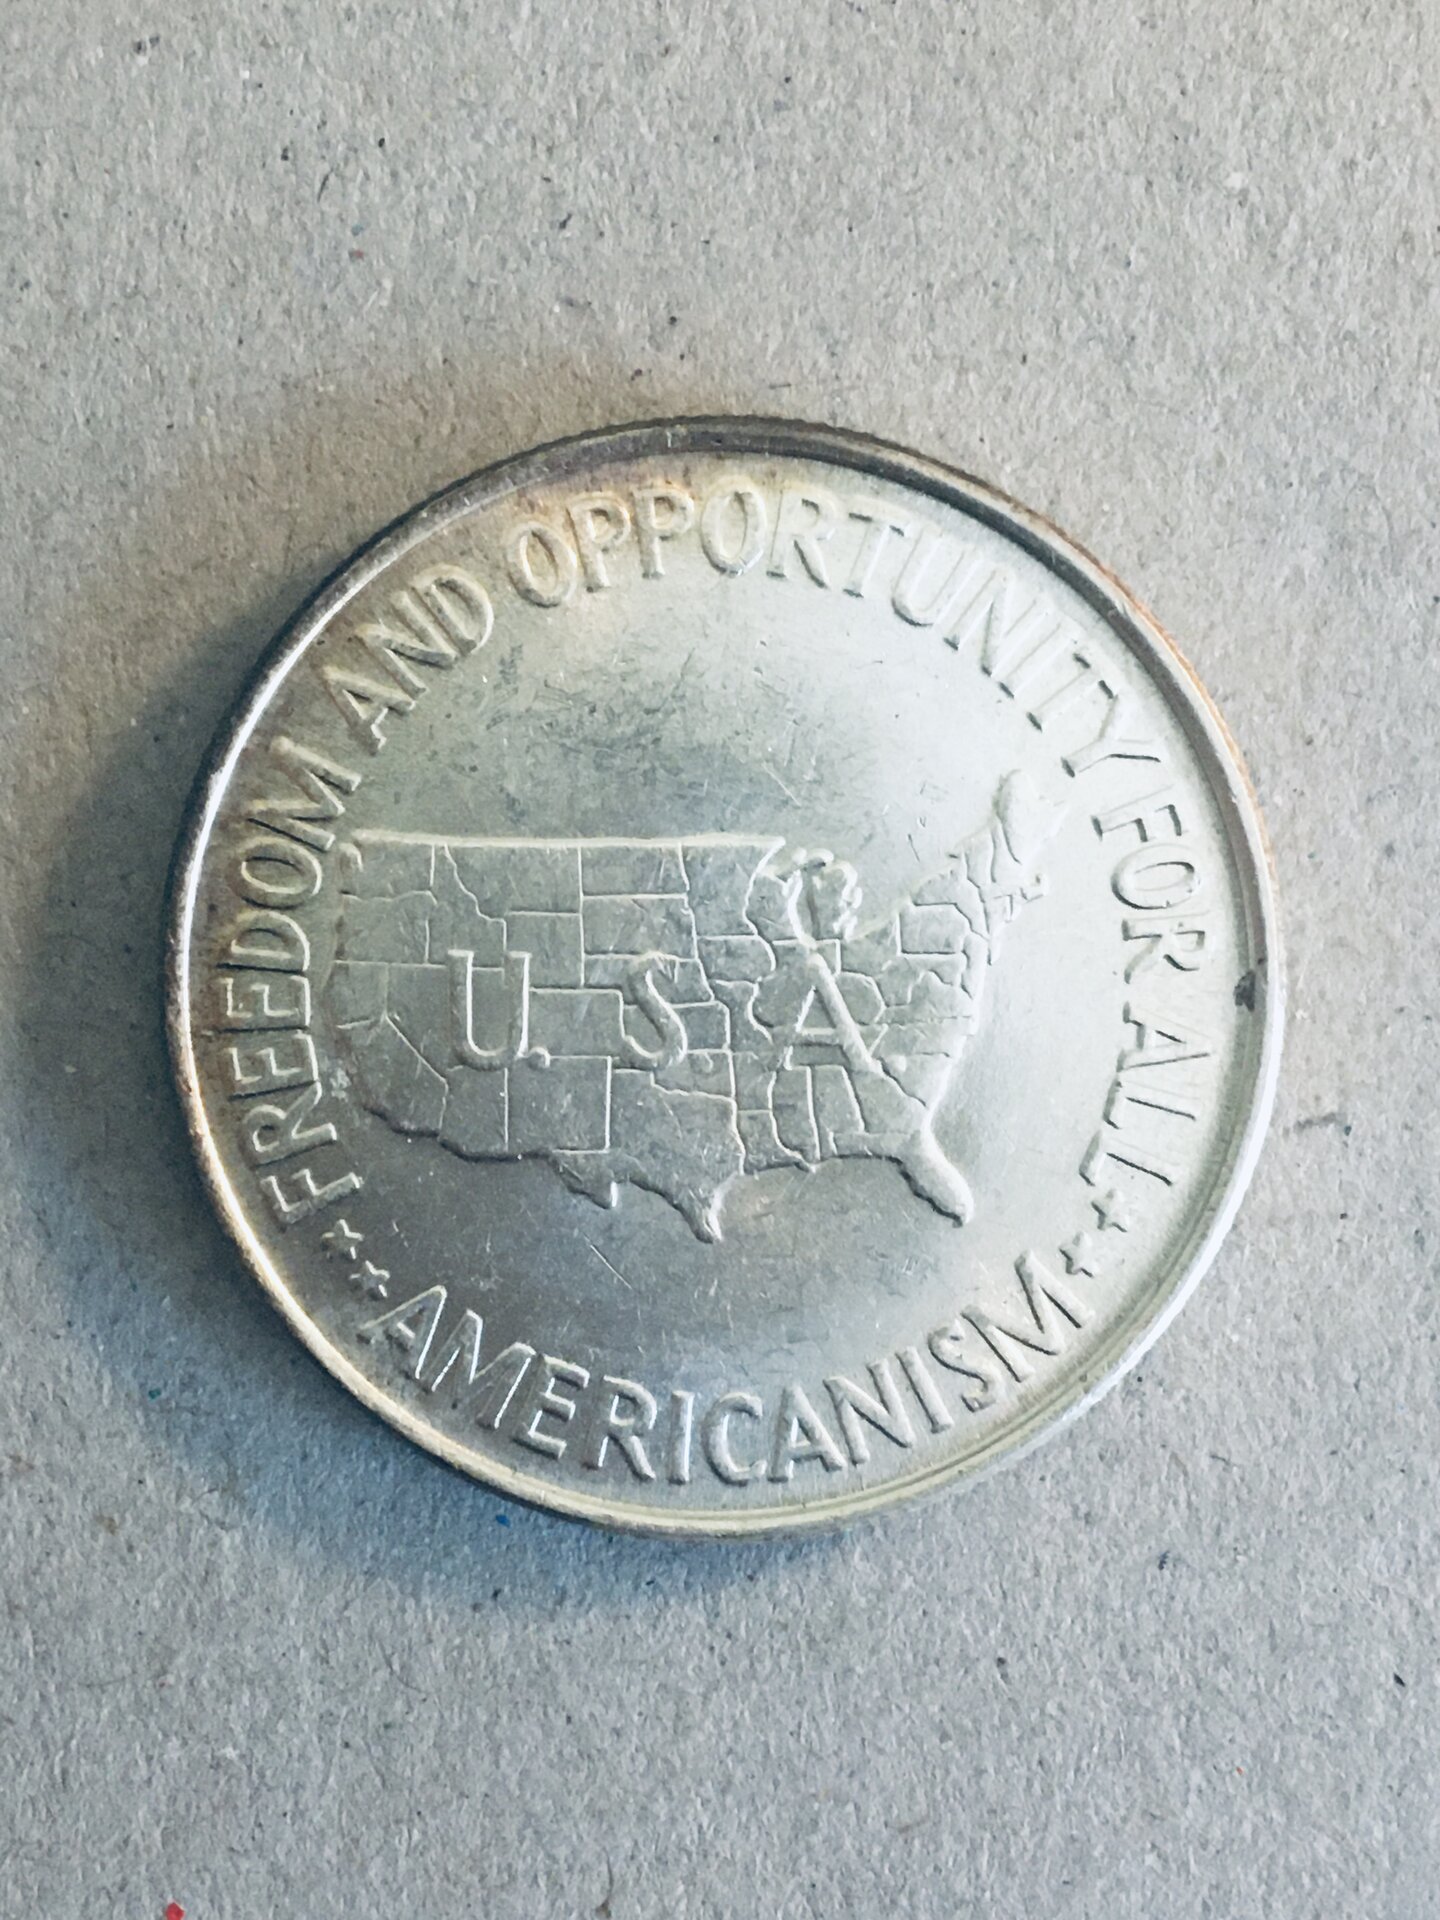 FREEDOM AND OPPORTUNITY FOR ALL
U.S.A.
AMERICANISM